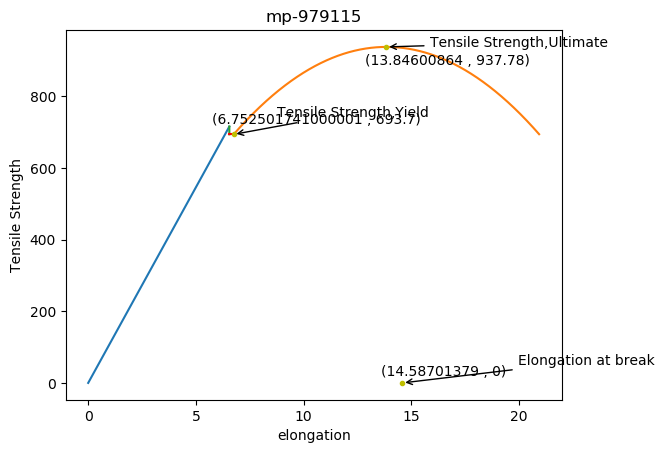 mp-979115
Tensile Strength,Ultimate
(13.84600864 , 937.78)
Tensile Strength,Yield
(6.752501741000001 , 693.7)
Elongation at break
(14.58701379 , 0)
Tensile Strength
800
600
400
200
0
0 5 10 15 20
elongation